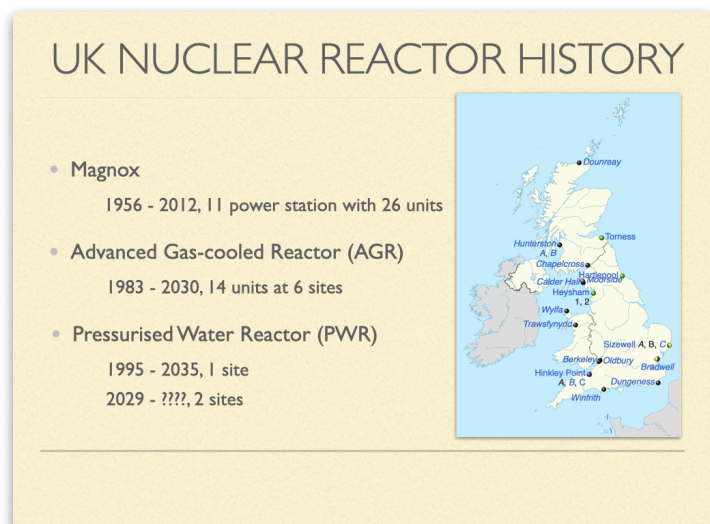 UK NUCLEAR REACTOR HISTORY
Magnox
1956 - 2012, 11 power station with 26 units
Advanced Gas-cooled Reactor (AGR)
1983 - 2030, 14 units at 6 sites
Pressurised Water Reactor (PWR)
1995 - 2035, 1 site
2029 - ????, 2 sites
Dounreay
Torness
Hunterston
A, B
Chapelcross
Hartlepool
Calder Hall
Moorside
Heysham
1, 2
Wylfa
Trawsfynydd
Sizewell A, B, C
Berkeley
Oldbury
Bradwell
Hinkley Point
A, B, C
Dungeness
Winfrith